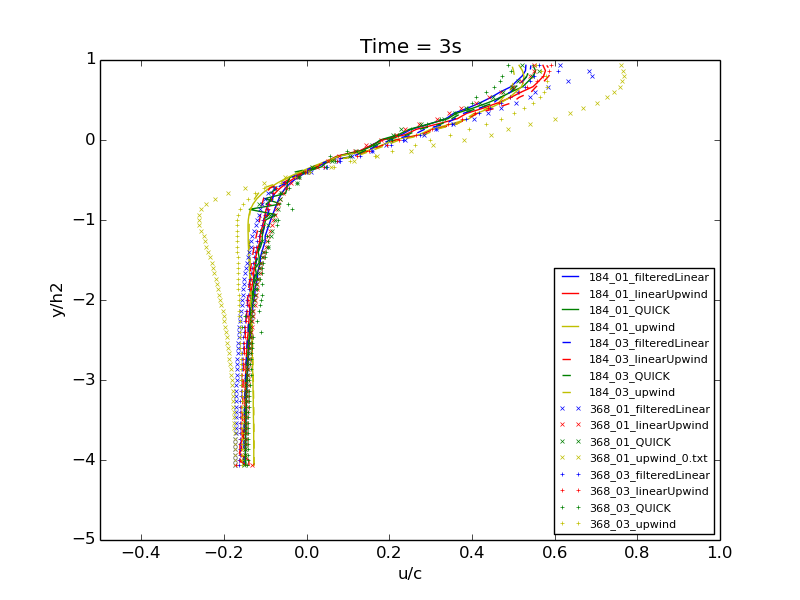 Time = 3s
1
0
−1
−2
−3
−4
−5
y/h2
−0.4
−0.2
0.0
0.2
0.4
0.6
0.8
1.0
u/c
184_01_filteredLinear
184_01_linearUpwind
184_01_QUICK
184_01_upwind
184_03_filteredLinear
184_03_linearUpwind
184_03_QUICK
184_03_upwind
368_01_filteredLinear
368_01_linearUpwind
368_01_QUICK
368_01_upwind_0.txt
368_03_filteredLinear
368_03_linearUpwind
368_03_QUICK
368_03_upwind